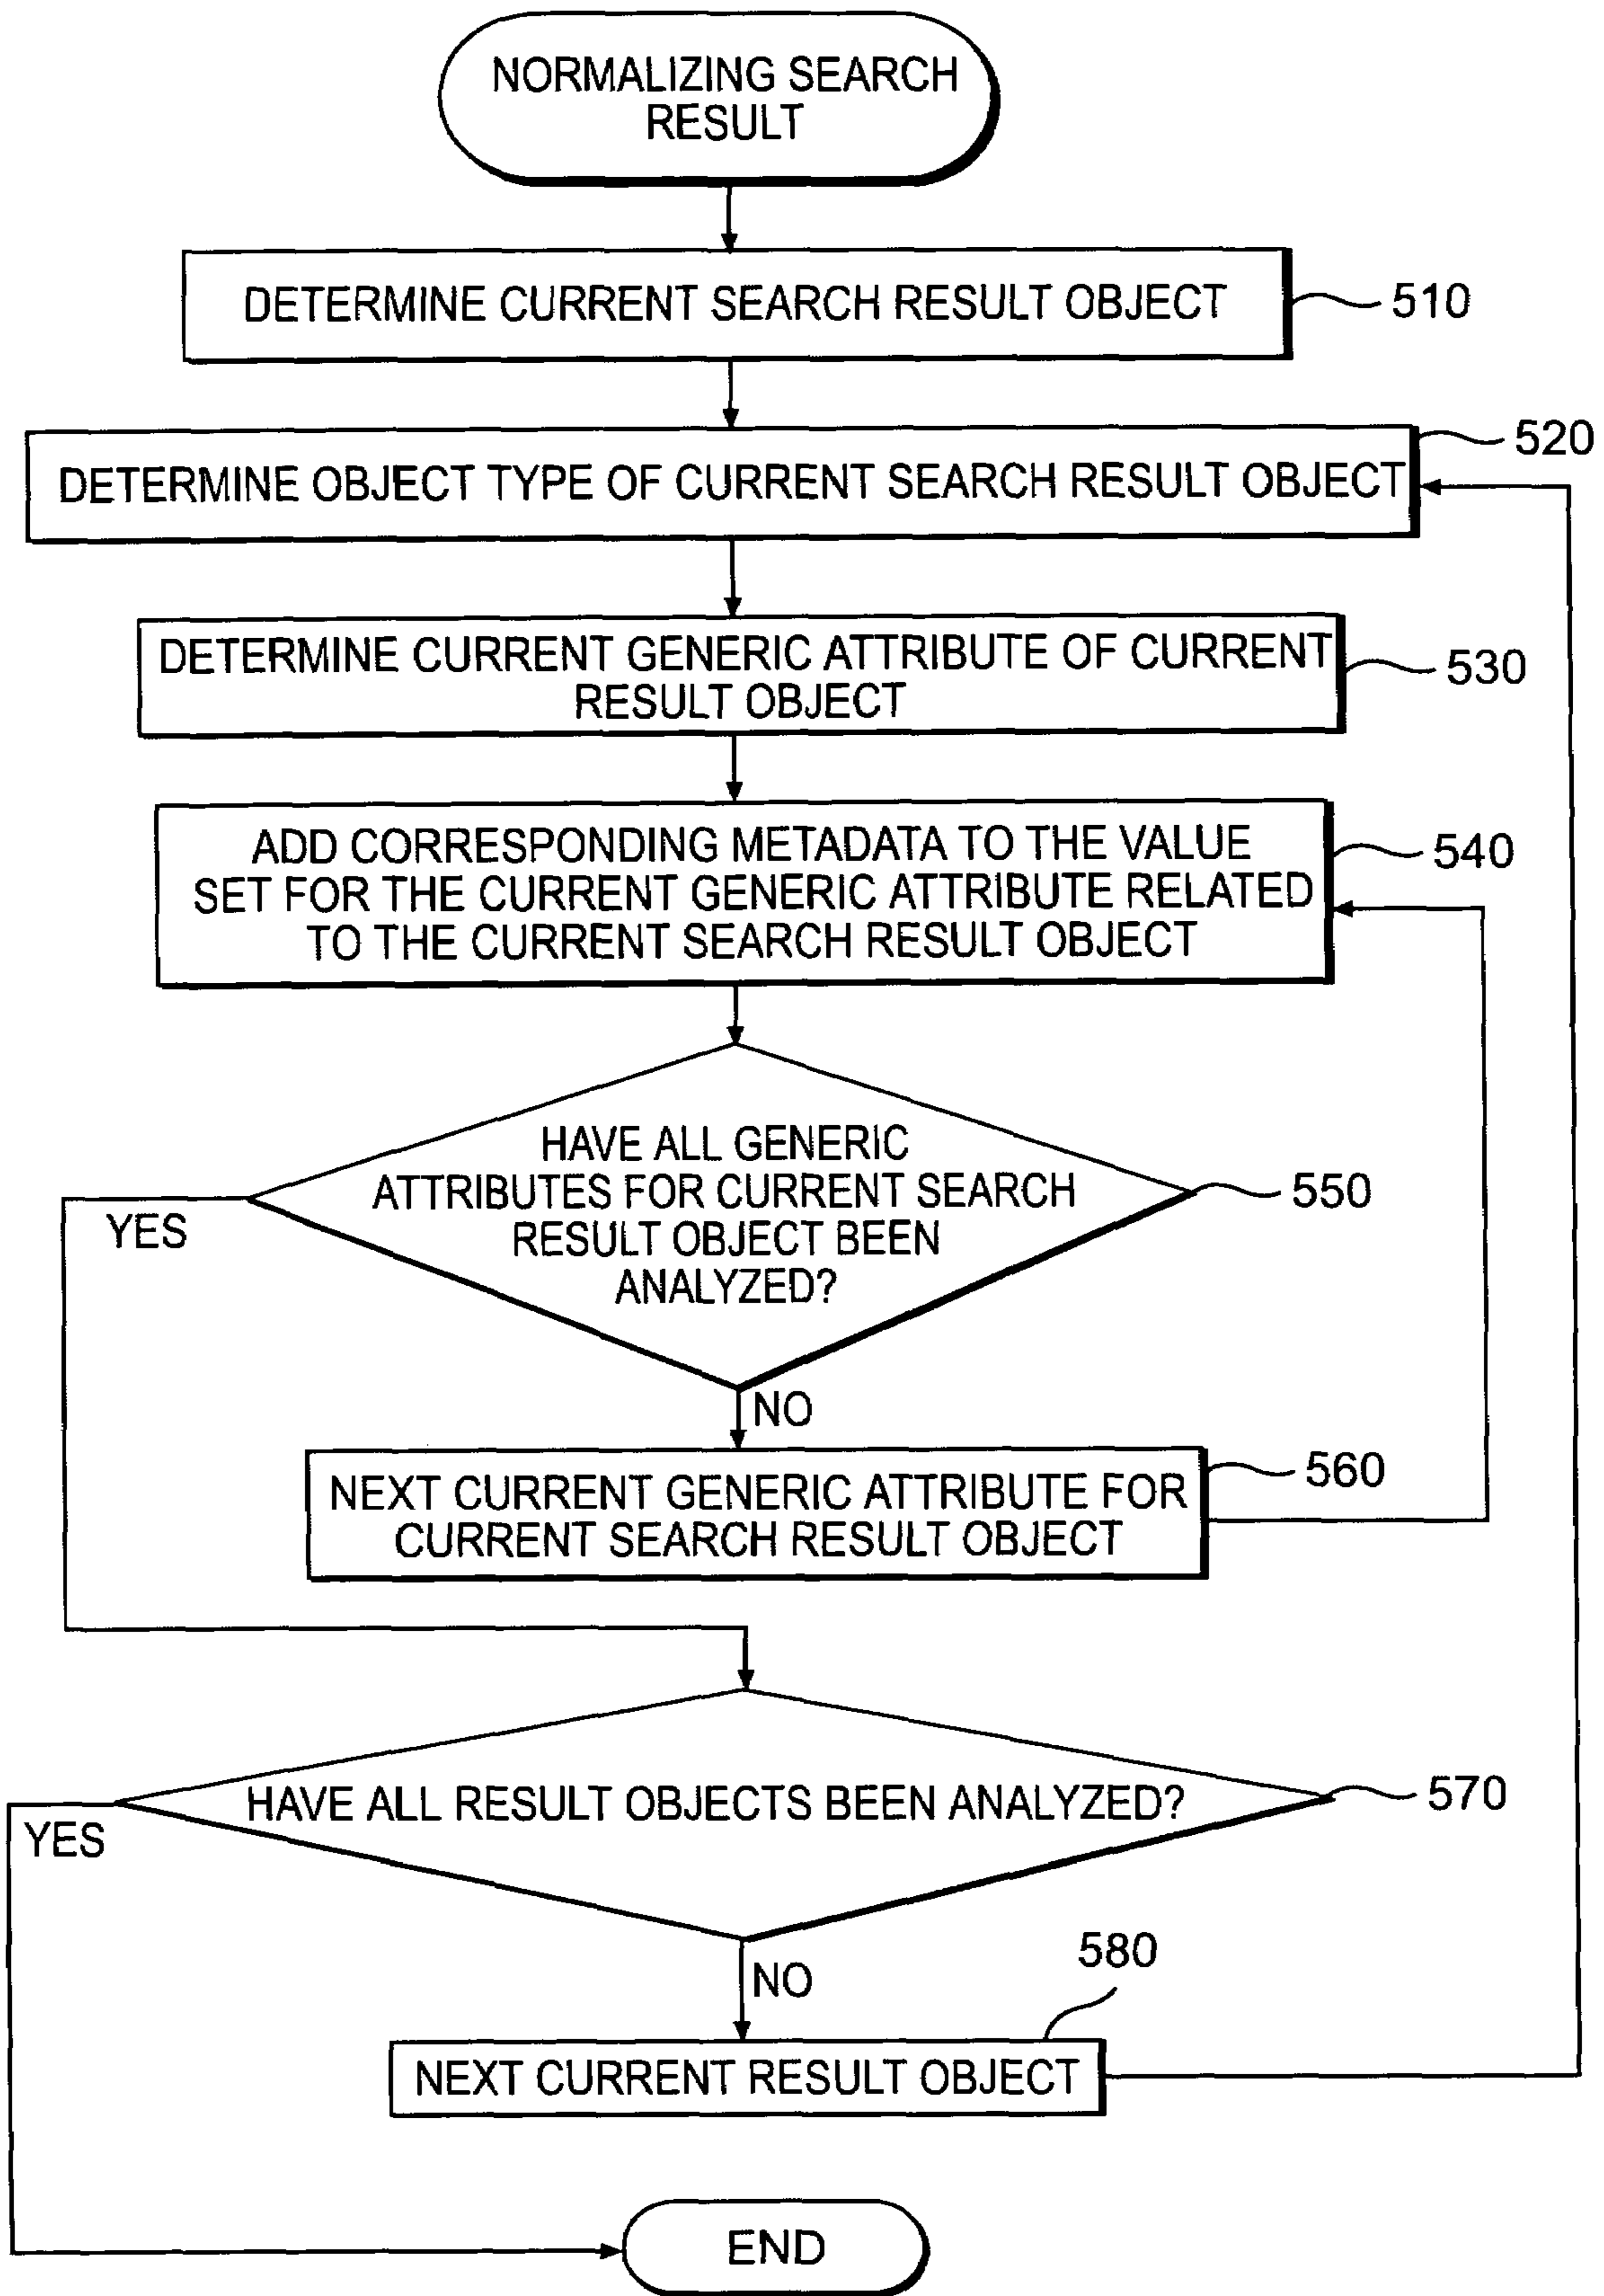 NORMALIZING SEARCH
RESULT
DETERMINE CURRENT SEARCH RESULT OBJECT
510
520
DETERMINE OBJECT TYPE OF CURRENT SEARCH RESULT OBJECT
DETERMINE CURRENT GENERIC ATTRIBUTE OF CURRENT
RESULT OBJECT
530
ADD CORRESPONDING METADATA TO THE VALUE
SET FOR THE CURRENT GENERIC ATTRIBUTE RELATED
TO THE CURRENT SEARCH RESULT OBJECT
540
HAVE ALL GENERIC
ATTRIBUTES FOR CURRENT SEARCH
RESULT OBJECT BEEN
ANALYZED?
550
YES
NO
NEXT CURRENT GENERIC ATTRIBUTE FOR
CURRENT SEARCH RESULT OBJECT
560
HAVE ALL RESULT OBJECTS BEEN ANALYZED?
570
YES
NO
580
NEXT CURRENT RESULT OBJECT
END